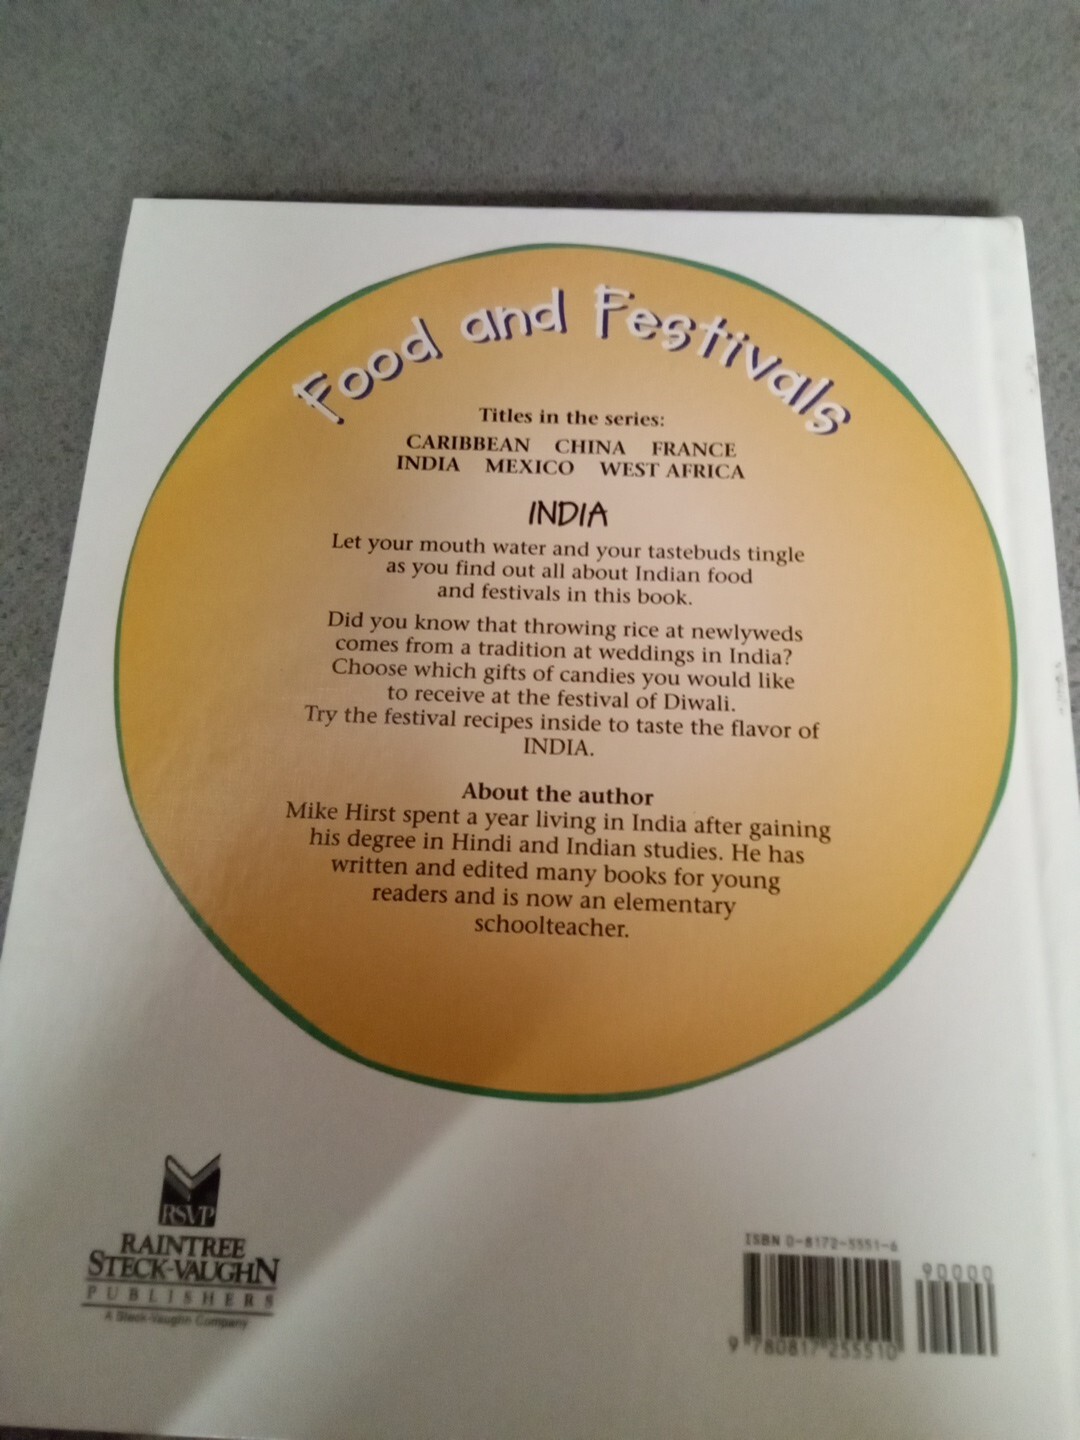 Food and Festivals
Titles in the series:
CARIBBEAN CHINA FRANCE
INDIA MEXICO WEST AFRICA
INDIA
Let your mouth water and your tastebuds tingle
as you find out all about Indian food
and festivals in this book.
Did you know that throwing rice at newlyweds
comes from a tradition at weddings in India?
Choose which gifts of candies you would like
to receive at the festival of Diwali.
Try the festival recipes inside to taste the flavor of
INDIA.
About the author
Mike Hirst spent a year living in India after gaining
his degree in Hindi and Indian studies. He has
written and edited many books for young
readers and is now an elementary
schoolteacher.
RSVP
RAINTREE
STECK-VAUGHN
PUBLISHERS
A Steck-Vaughn Company
ISBN 0-8172-5551-6
90000
9 780817 255510